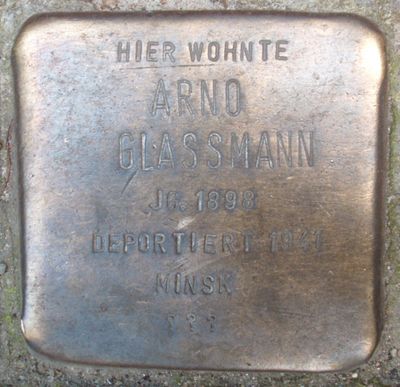 HIER WOHNTE
ARNO
GLASSMANN
JG. 1898
DEPORTIERT 1941
MINSK
???